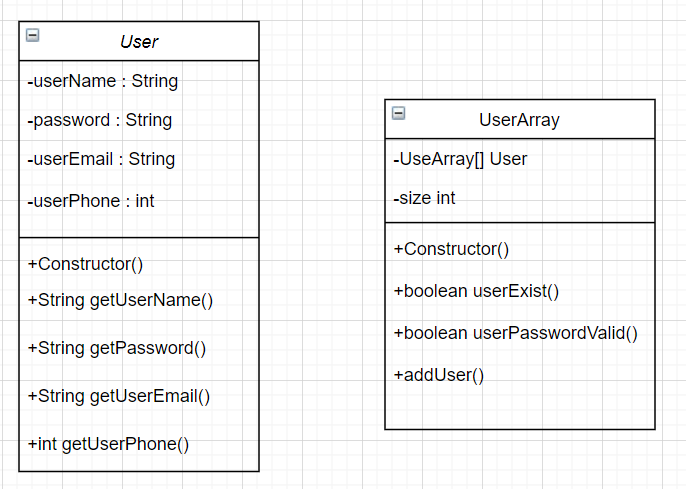 User
-userName : String
-password : String
-userEmail : String
-userPhone : int
+Constructor()
+String getUserName()
+String getPassword()
+String getUserEmail()
+int getUserPhone()
UserArray
-UseArray[] User
-size int
+Constructor()
+boolean userExist()
+boolean userPasswordValid()
+addUser()